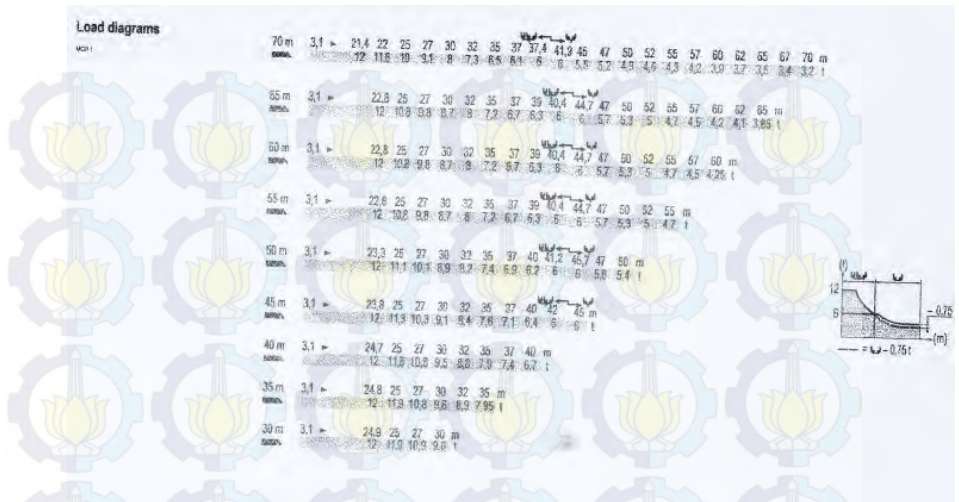 Load diagrams
70 m 3,1 ► 21,4 22 25 27 30 32 35 37 37,4 41,9 45 47 50 52 55 57 60 62 65 67 70 m
12 11,6 10 9,1 8 7,3 6,5 6,1 6 6 5,5 5,2 4,9 4,6 4,3 4,2 3,9 3,7 3,5 3,4 3,2 t
65 m 3,1 ► 22,8 25 27 30 32 35 37 39 40,4 44,7 47 50 52 55 57 60 62 65 m
12 10,8 9,8 8,7 8 7,2 6,7 6,3 6 6 5,7 5,3 5 4,7 4,5 4,2 4,1 3,85 t
60 m 3,1 ► 22,8 25 27 30 32 35 37 39 40,4 44,7 47 50 52 55 57 60 m
12 10,8 9,8 8,7 8 7,2 6,7 6,3 6 6 5,7 5,3 5 4,7 4,5 4,25 t
55 m 3,1 ► 22,8 25 27 30 32 35 37 39 40,4 44,7 47 50 52 55 m
12 10,8 9,8 8,7 8 7,2 6,7 6,3 6 6 5,7 5,3 5 4,7 t
50 m 3,1 ► 23,3 25 27 30 32 35 37 40 41,2 45,7 47 50 m
12 11,1 10,1 8,9 8,2 7,4 6,9 6,2 6 6 5,8 5,4 t
45 m 3,1 ► 23,8 25 27 30 32 35 37 40 42 45 m
12 11,3 10,3 9,1 8,4 7,6 7,1 6,4 6 6 t
40 m 3,1 ► 24,7 25 27 30 32 35 37 40 m
12 11,8 10,8 9,5 8,8 7,9 7,4 6,7 t
35 m 3,1 ► 24,8 25 27 30 32 35 m
12 11,9 10,8 9,6 8,9 7,95 t
30 m 3,1 ► 24,9 25 27 30 m
12 11,9 10,9 t
(t)
12
6
- 0,75
(m)
= - 0,75 t